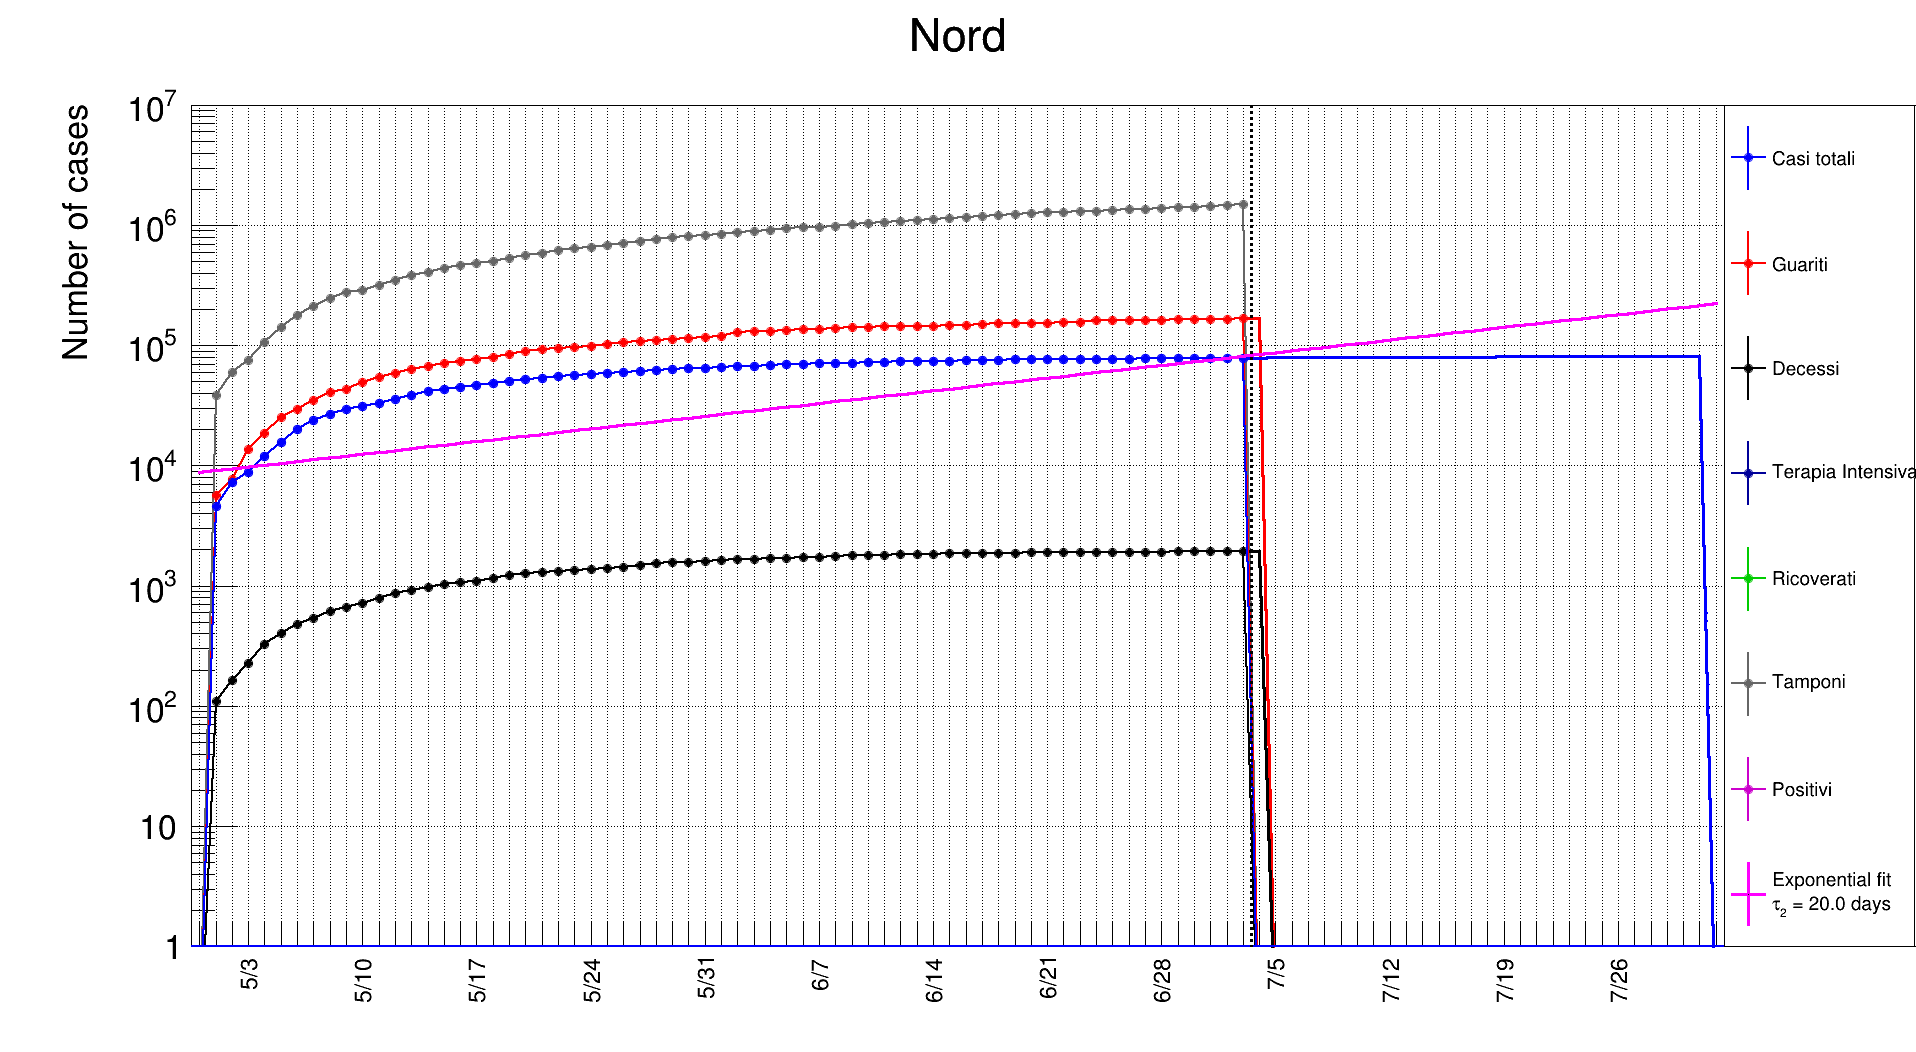 Nord
Number of cases
10^7
10^6
10^5
10^4
10^3
10^2
10
1
5/3 5/10 5/17 5/24 5/31 6/7 6/14 6/21 6/28 7/5 7/12 7/19 7/26
Casi totali
Guariti
Decessi
Terapia Intensiva
Ricoverati
Tamponi
Positivi
Exponential fit
τ_2 = 20.0 days